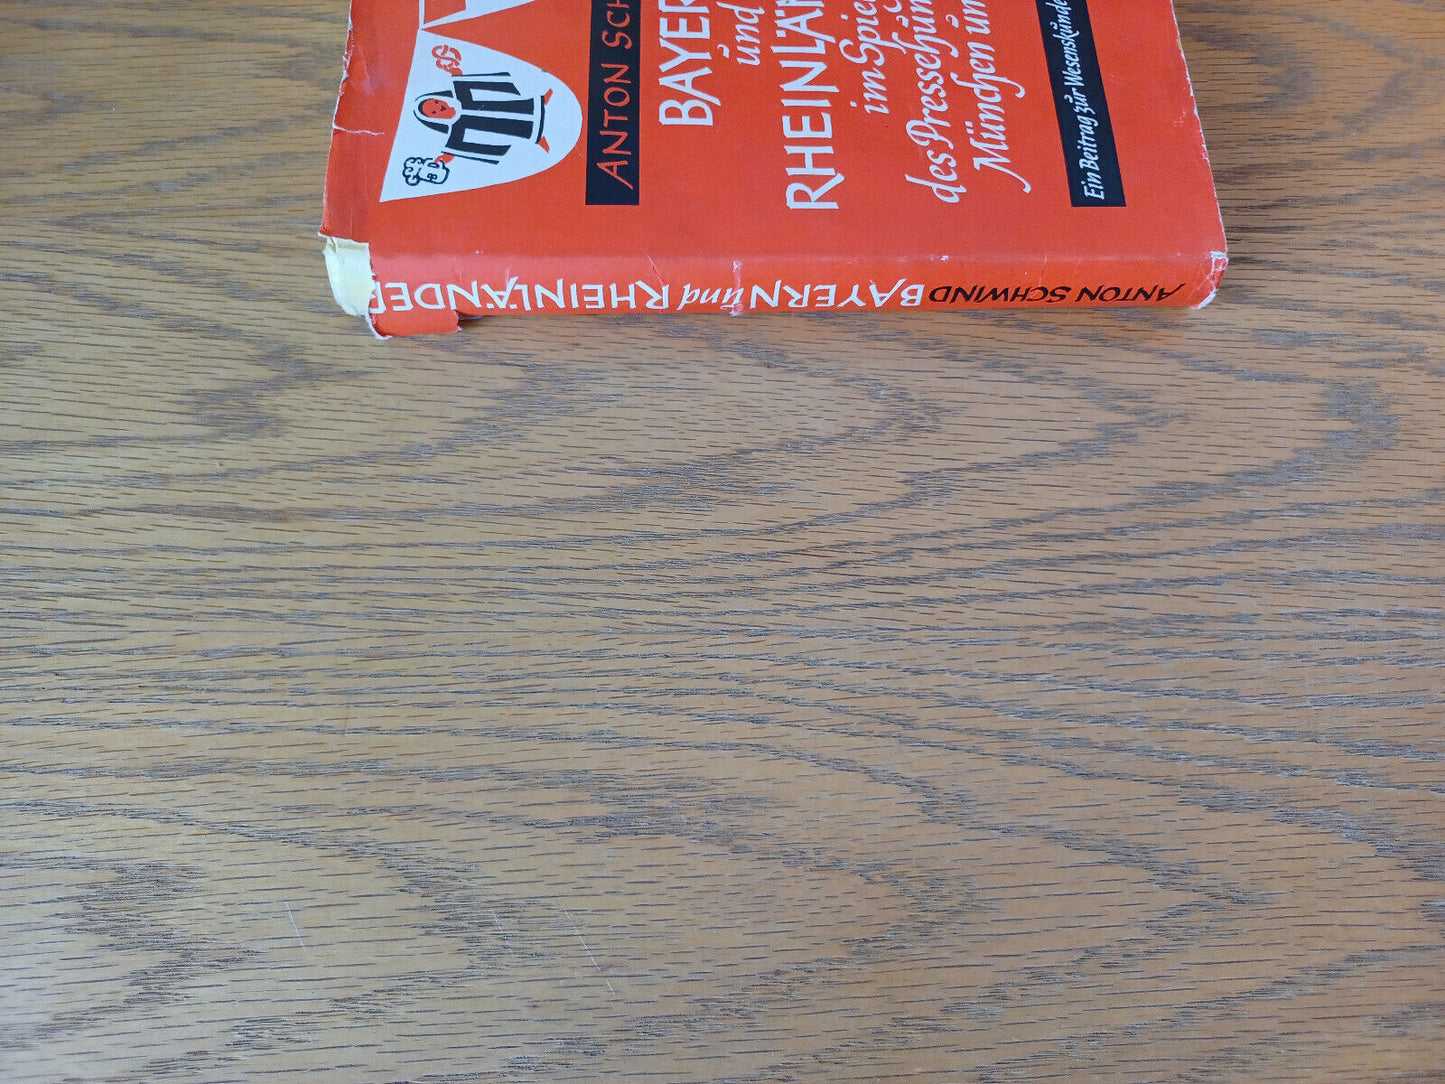 ANTON SCH
BAYER
und
RHEINLÄN
im Spieg
des Pressehum
München un
Ein Beitrag zur Wesenskunde
ANTON SCHWIND BAYERN und RHEINLÄNDER